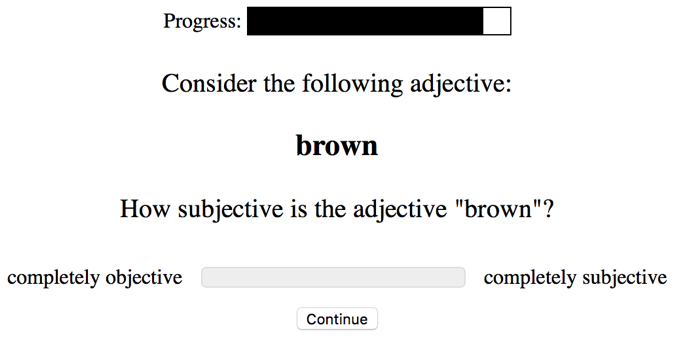 Progress:
Consider the following adjective:
brown
How subjective is the adjective "brown"?
completely objective completely subjective
Continue